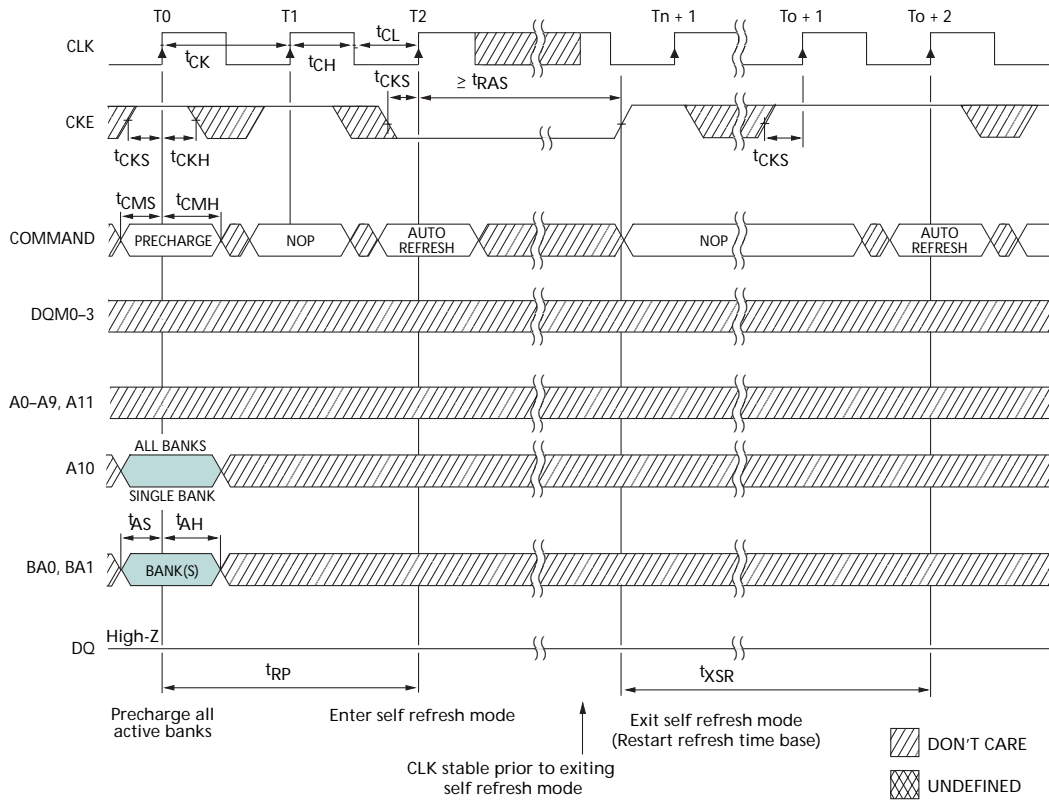 T0 T1 T2 Tn + 1 To + 1 To + 2
CLK
tCK tCH tCL
tCKS ≥ tRAS
CKE
tCKS tCKH tCKS
tCMS tCMH
COMMAND PRECHARGE NOP AUTO REFRESH NOP AUTO REFRESH
DQM0–3
A0–A9, A11
ALL BANKS
A10
SINGLE BANK
tAS tAH
BA0, BA1 BANK(S)
High-Z
DQ
tRP tXSR
Precharge all
active banks
Enter self refresh mode
CLK stable prior to exiting
self refresh mode
Exit self refresh mode
(Restart refresh time base)
DON'T CARE
UNDEFINED